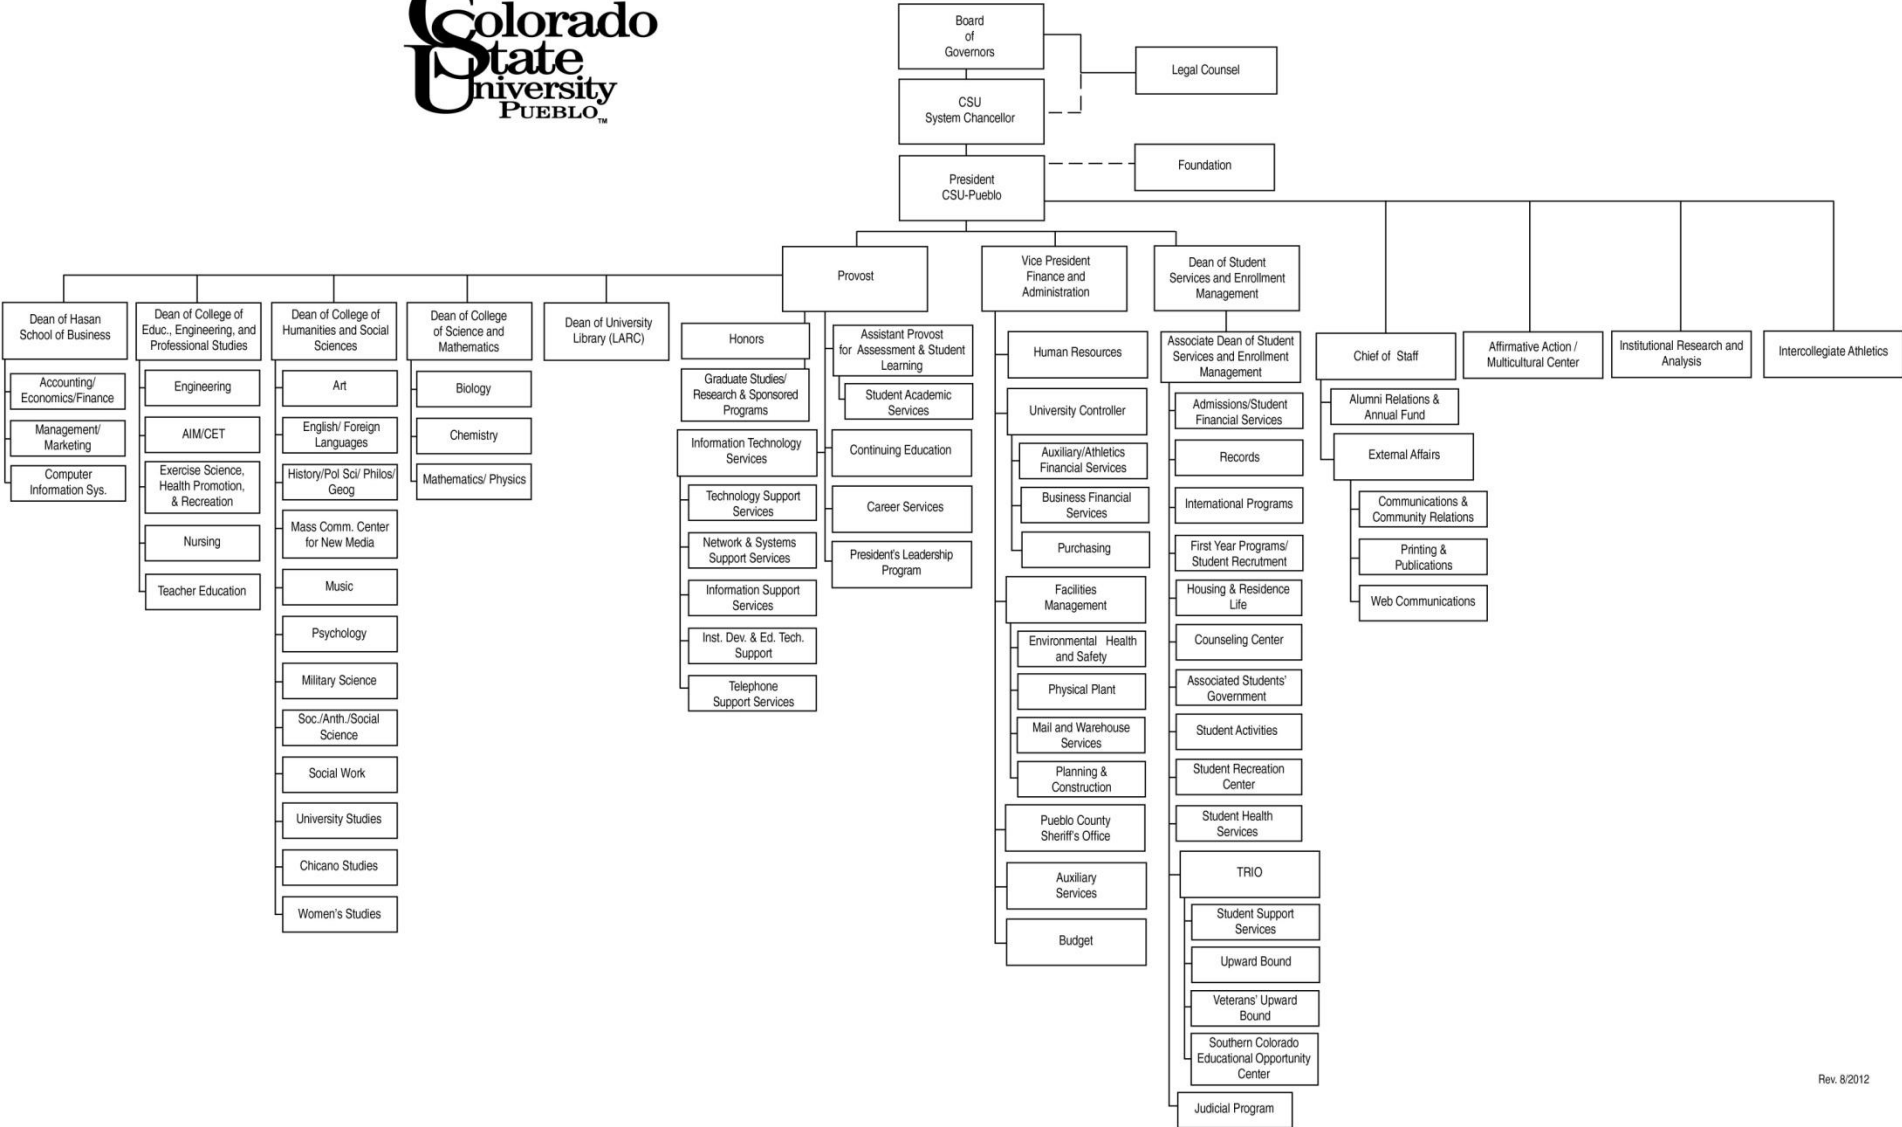 Colorado
State
University
PUEBLO™
Board
of
Governors
Legal Counsel
CSU
System Chancellor
Foundation
President
CSU-Pueblo
Provost
Vice President
Finance and
Administration
Dean of Student
Services and Enrollment
Management
Dean of Hasan
School of Business
Accounting/
Economics/Finance
Management/
Marketing
Computer
Information Sys.
Dean of College of
Educ., Engineering, and
Professional Studies
Engineering
AIM/CET
Exercise Science,
Health Promotion,
& Recreation
Nursing
Teacher Education
Dean of College of
Humanities and Social
Sciences
Art
English/ Foreign
Languages
History/Pol Sci/ Philos/
Geog
Mass Comm. Center
for New Media
Music
Psychology
Military Science
Soc./Anth./Social
Science
Social Work
University Studies
Chicano Studies
Women's Studies
Dean of College
of Science and
Mathematics
Biology
Chemistry
Mathematics/ Physics
Dean of University
Library (LARC)
Honors
Graduate Studies/
Research & Sponsored
Programs
Information Technology
Services
Technology Support
Services
Network & Systems
Support Services
Information Support
Services
Inst. Dev. & Ed. Tech.
Support
Telephone
Support Services
Assistant Provost
for Assessment & Student
Learning
Student Academic
Services
Continuing Education
Career Services
President's Leadership
Program
Human Resources
University Controller
Auxiliary/Athletics
Financial Services
Business Financial
Services
Purchasing
Facilities
Management
Environmental Health
and Safety
Physical Plant
Mail and Warehouse
Services
Planning &
Construction
Pueblo County
Sheriff's Office
Auxiliary
Services
Budget
Associate Dean of Student
Services and Enrollment
Management
Admissions/Student
Financial Services
Records
International Programs
First Year Programs/
Student Recrutment
Housing & Residence
Life
Counseling Center
Associated Students'
Government
Student Activities
Student Recreation
Center
Student Health
Services
TRIO
Student Support
Services
Upward Bound
Veterans' Upward
Bound
Southern Colorado
Educational Opportunity
Center
Judicial Program
Chief of Staff
Alumni Relations &
Annual Fund
External Affairs
Communications &
Community Relations
Printing &
Publications
Web Communications
Affirmative Action /
Multicultural Center
Institutional Research and
Analysis
Intercollegiate Athletics
Rev. 8/2012